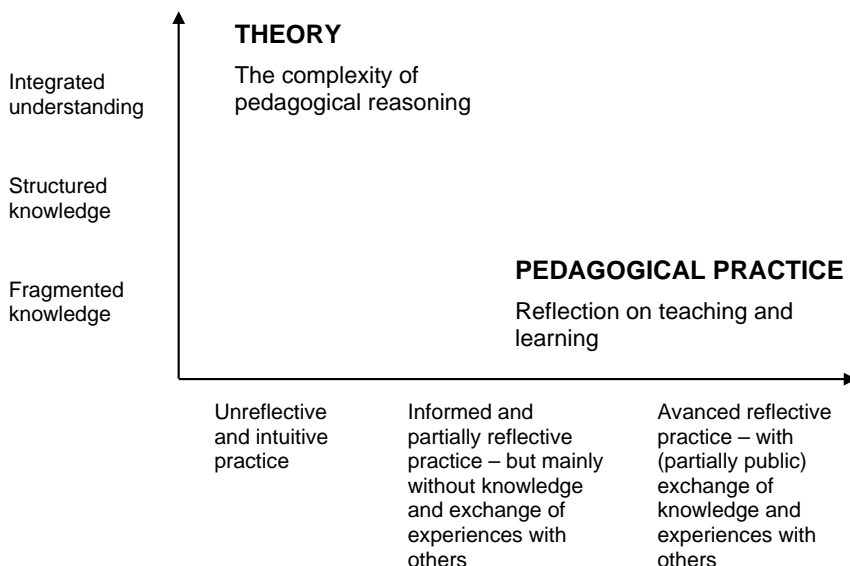 THEORY
The complexity of
pedagogical reasoning
Integrated
understanding
Structured
knowledge
Fragmented
knowledge
PEDAGOGICAL PRACTICE
Reflection on teaching and
learning
Unreflective
and intuitive
practice
Informed and
partially reflective
practice – but mainly
without knowledge
and exchange of
experiences with
others
Avanced reflective
practice – with
(partially public)
exchange of
knowledge and
experiences with
others